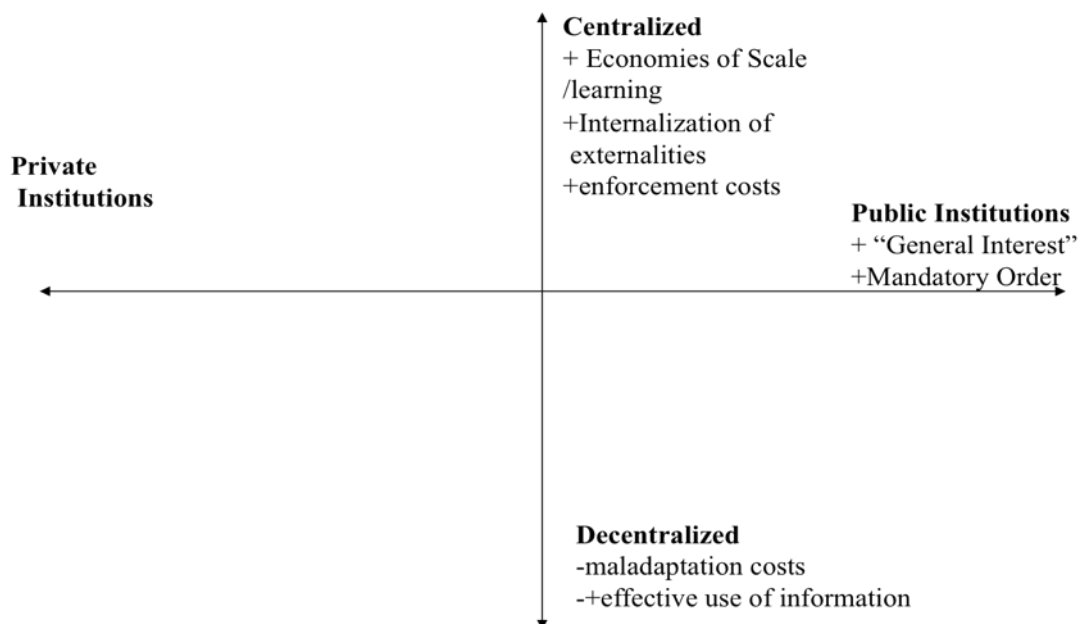 Centralized
+ Economies of Scale
/learning
+Internalization of
externalities
+enforcement costs
Private
Institutions
Public Institutions
+ “General Interest”
+Mandatory Order
Decentralized
-maladaptation costs
-+effective use of information